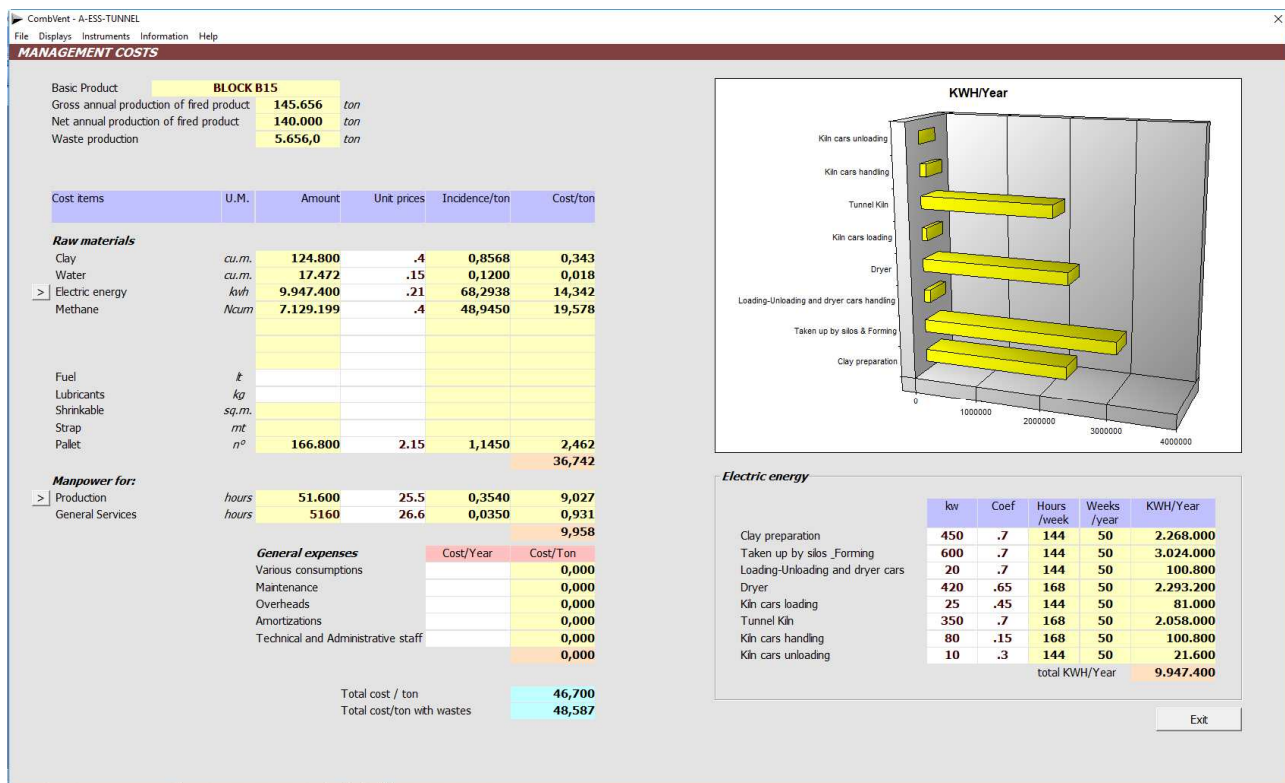 CombVent - A-ESS-TUNNEL
File Displays Instruments Information Help
MANAGEMENT COSTS
Basic Product BLOCK B15
Gross annual production of fired product 145.656 ton
Net annual production of fired product 140.000 ton
Waste production 5.656,0 ton
Cost items U.M. Amount Unit prices Incidence/ton Cost/ton
Raw materials
Clay cu.m. 124.800 .4 0,8568 0,343
Water cu.m. 17.472 .15 0,1200 0,018
> Electric energy kwh 9.947.400 .21 68,2938 14,342
Methane Ncum 7.129.199 .4 48,9450 19,578
Fuel lt
Lubricants kg
Shrinkable sq.m.
Strap mt
Pallet n° 166.800 2.15 1,1450 2,462
36,742
Manpower for:
> Production hours 51.600 25.5 0,3540 9,027
General Services hours 5160 26.6 0,0350 0,931
9,958
General expenses Cost/Year Cost/Ton
Various consumptions 0,000
Maintenance 0,000
Overheads 0,000
Amortizations 0,000
Technical and Administrative staff 0,000
0,000
Total cost / ton 46,700
Total cost/ton with wastes 48,587
KWH/Year
Kiln cars unloading
Kiln cars handling
Tunnel Kiln
Kiln cars loading
Dryer
Loading-Unloading and dryer cars handling
Taken up by silos & Forming
Clay preparation
0 1000000 2000000 3000000 4000000
Electric energy
kw Coef Hours /week Weeks /year KWH/Year
Clay preparation 450 .7 144 50 2.268.000
Taken up by silos _Forming 600 .7 144 50 3.024.000
Loading-Unloading and dryer cars 20 .7 144 50 100.800
Dryer 420 .65 168 50 2.293.200
Kiln cars loading 25 .45 144 50 81.000
Tunnel Kiln 350 .7 168 50 2.058.000
Kiln cars handling 80 .15 168 50 100.800
Kiln cars unloading 10 .3 144 50 21.600
total KWH/Year 9.947.400
Exit